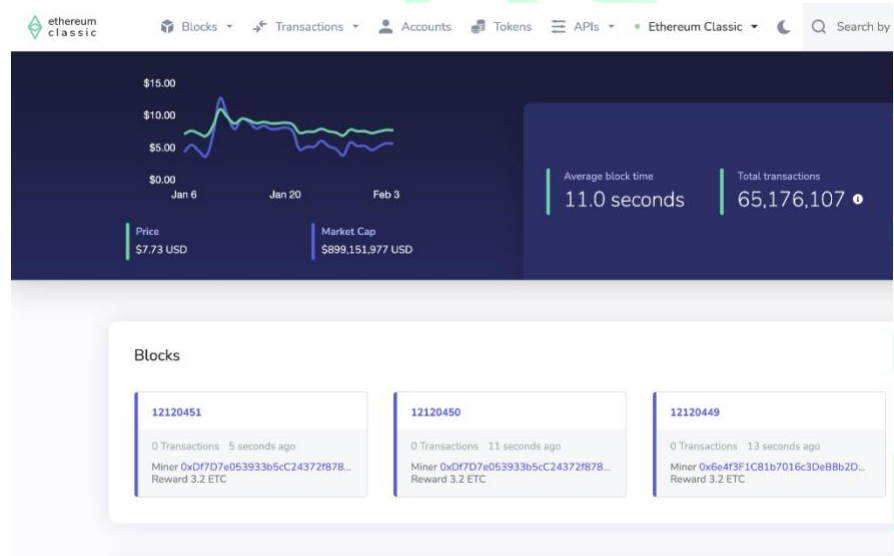 ethereum
classic
Blocks
Transactions
Accounts
Tokens
APIs
Ethereum Classic
Search by
$15.00
$10.00
$5.00
$0.00
Jan 6 Jan 20 Feb 3
Price
$7.73 USD
Market Cap
$899,151,977 USD
Average block time
11.0 seconds
Total transactions
65,176,107
Blocks
12120451
0 Transactions 5 seconds ago
Miner 0xDf7D7e053933b5cC24372f878...
Reward 3.2 ETC
12120450
0 Transactions 11 seconds ago
Miner 0xDf7D7e053933b5cC24372f878...
Reward 3.2 ETC
12120449
0 Transactions 13 seconds ago
Miner 0x6e4f3F1C81b7016c3DeB8b2D...
Reward 3.2 ETC